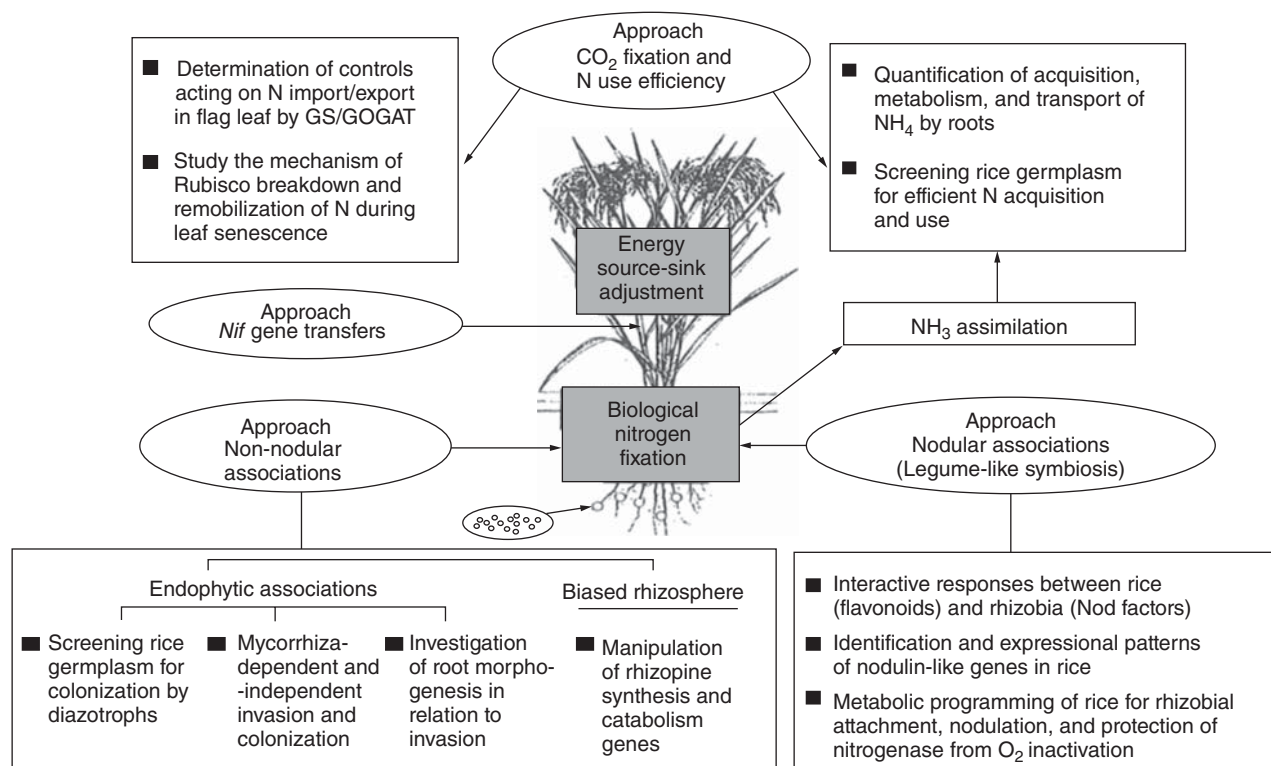 Approach
CO₂ fixation and
N use efficiency
■ Determination of controls
acting on N import/export
in flag leaf by GS/GOGAT
■ Study the mechanism of
Rubisco breakdown and
remobilization of N during
leaf senescence
■ Quantification of acquisition,
metabolism, and transport of
NH₄ by roots
■ Screening rice germplasm
for efficient N acquisition
and use
Energy
source-sink
adjustment
Approach
Nif gene transfers
NH₃ assimilation
Approach
Non-nodular
associations
Biological
nitrogen
fixation
Approach
Nodular associations
(Legume-like symbiosis)
Endophytic associations
■ Screening rice
germplasm for
colonization by
diazotrophs
■ Mycorrhiza-
dependent and
-independent
invasion and
colonization
■ Investigation
of root morpho-
genesis in
relation to
invasion
Biased rhizosphere
■ Manipulation
of rhizopine
synthesis and
catabolism
genes
■ Interactive responses between rice
(flavonoids) and rhizobia (Nod factors)
■ Identification and expressional patterns
of nodulin-like genes in rice
■ Metabolic programming of rice for rhizobial
attachment, nodulation, and protection of
nitrogenase from O₂ inactivation